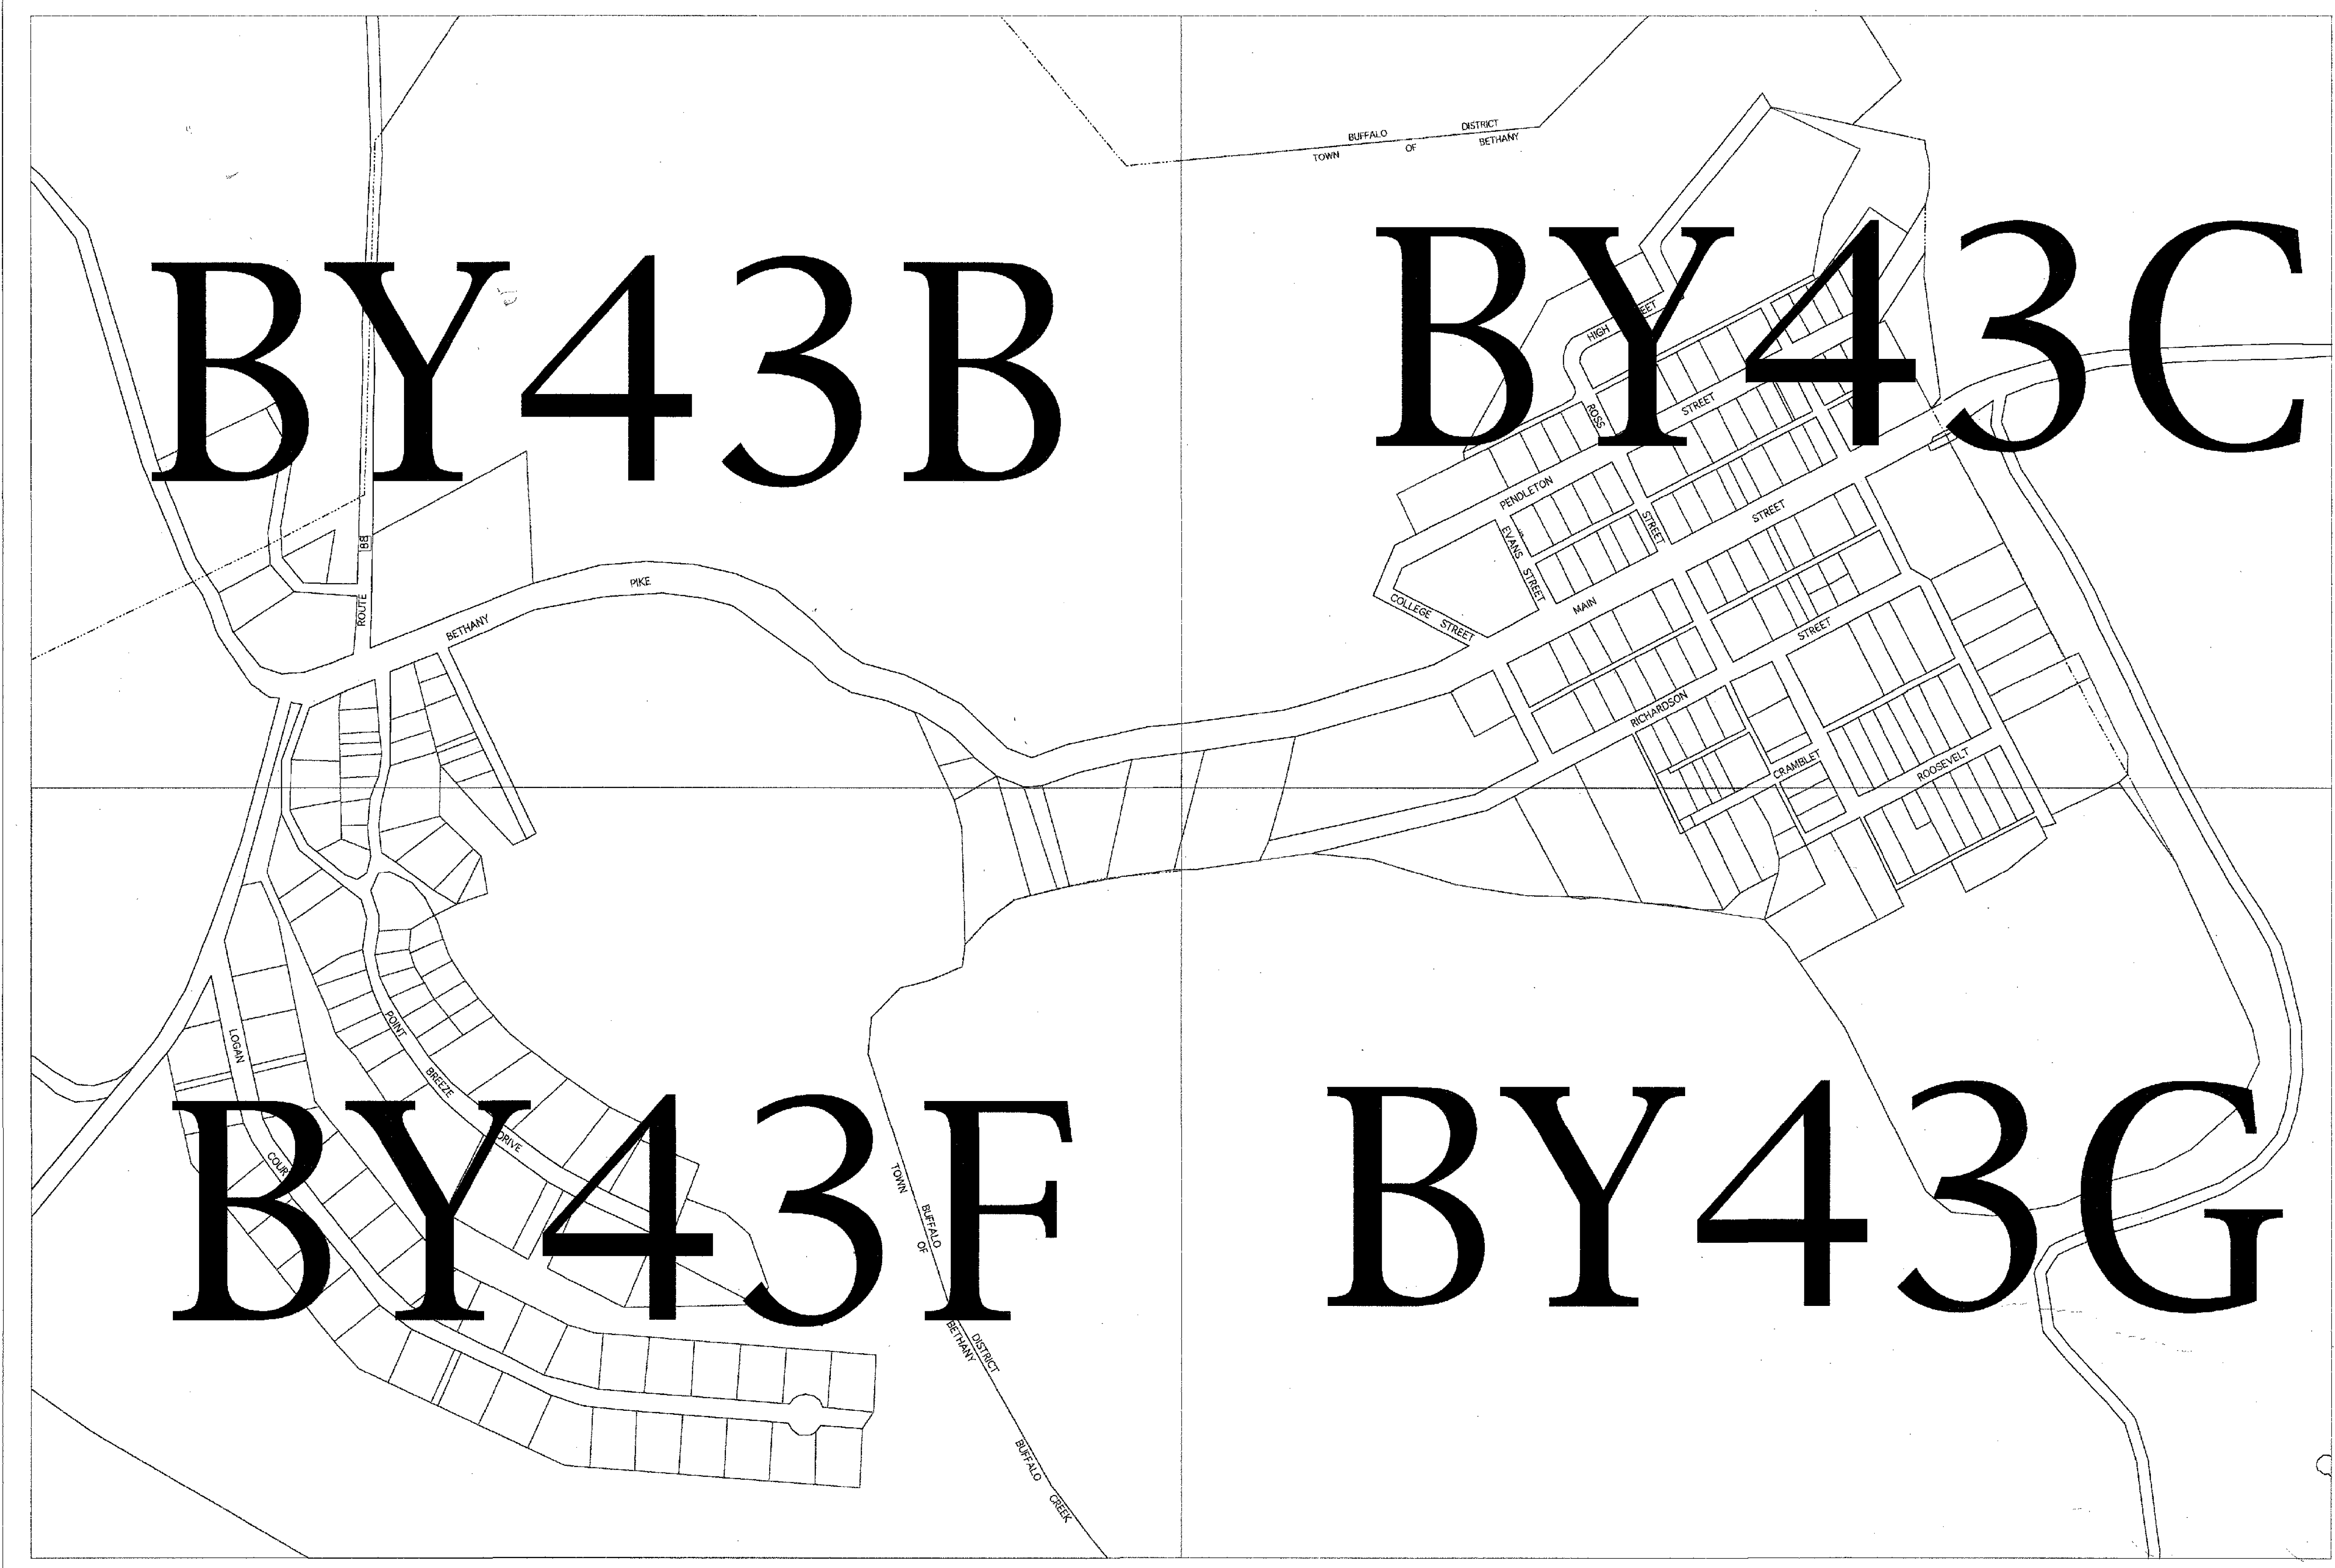 BUFFALO DISTRICT
TOWN OF BETHANY
BY43B
BY43C
HIGH
ROSS
STREET
PENDLETON
STREET
EVANS STREET
STREET
88
ROUTE
PIKE
BETHANY
COLLEGE STREET
MAIN
STREET
RICHARDSON
CRAMBLET
ROOSEVELT
LOGAN
POINT
BREEZE
DRIVE
BY43F
BY43G
TOWN OF BETHANY
BUFFALO DISTRICT
BUFFALO CREEK